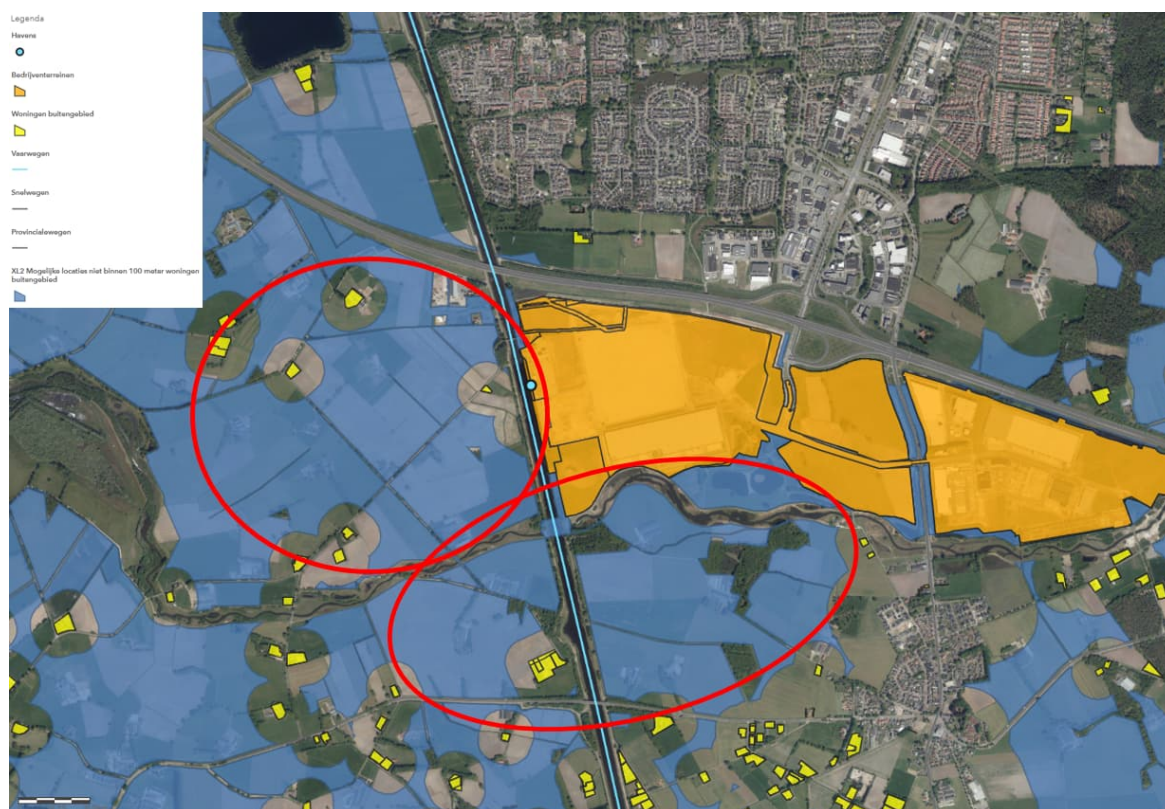 Legenda
Havens
Bedrijventerreinen
Woningen buitengebied
Vaarwegen
Snelwegen
Provincialewegen
XL2 Mogelijke locaties niet binnen 100 meter woningen
buitengebied